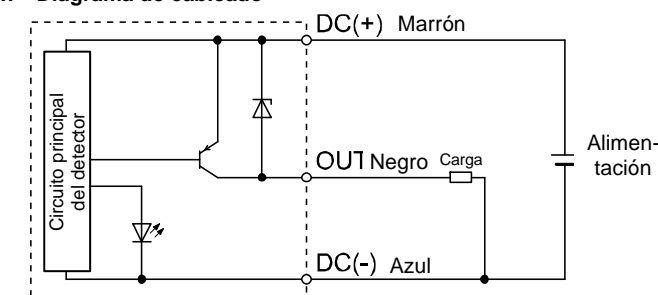 Diagrama de cableado
DC(+) Marrón
Circuito principal
del detector
OUT Negro Carga
Alimen-
tación
DC(-) Azul